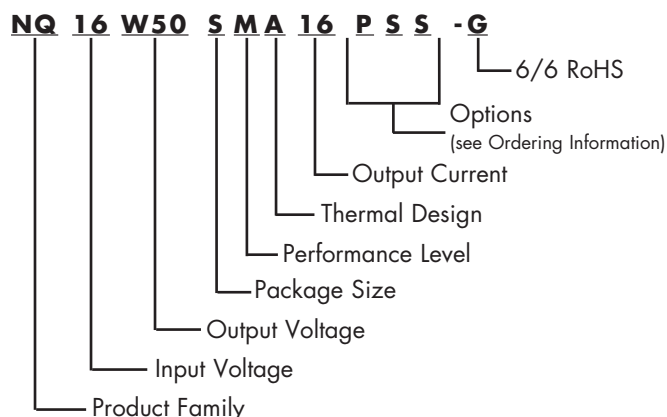 NQ 16 W50 S M A 16 P S S -G
6/6 RoHS
Options
(see Ordering Information)
Output Current
Thermal Design
Performance Level
Package Size
Output Voltage
Input Voltage
Product Family